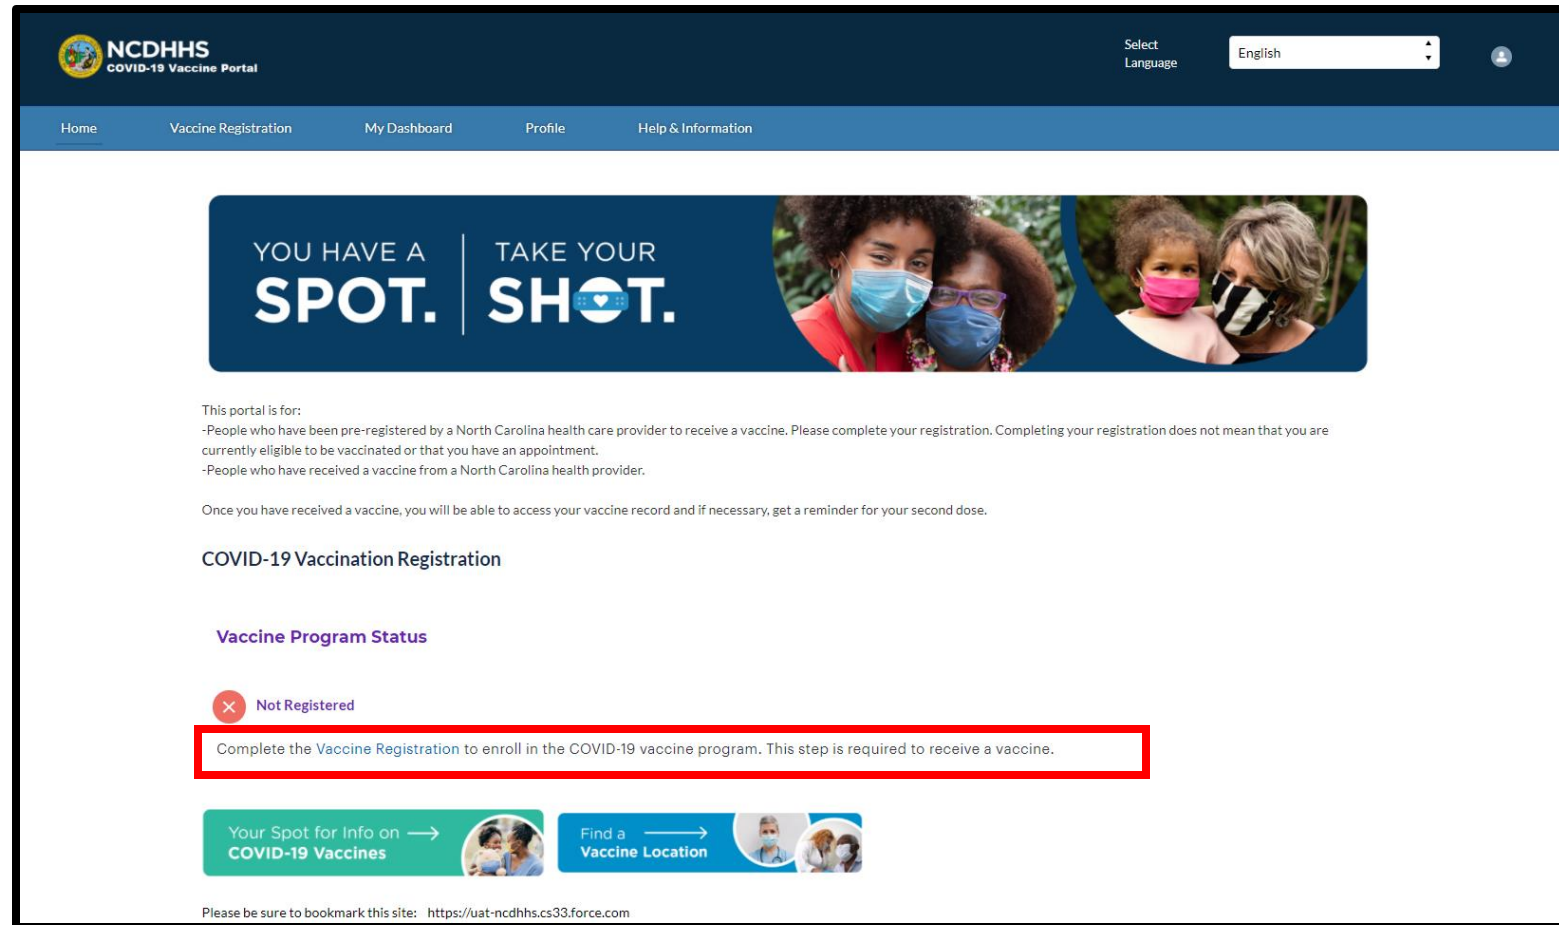 NCDHHS
COVID-19 Vaccine Portal
Select
Language
English
Home
Vaccine Registration
My Dashboard
Profile
Help & Information
YOU HAVE A
SPOT.
TAKE YOUR
SHOT.
This portal is for:
-People who have been pre-registered by a North Carolina health care provider to receive a vaccine. Please complete your registration. Completing your registration does not mean that you are
currently eligible to be vaccinated or that you have an appointment.
-People who have received a vaccine from a North Carolina health provider.
Once you have received a vaccine, you will be able to access your vaccine record and if necessary, get a reminder for your second dose.
COVID-19 Vaccination Registration
Vaccine Program Status
Not Registered
Complete the Vaccine Registration to enroll in the COVID-19 vaccine program. This step is required to receive a vaccine.
Your Spot for Info on
COVID-19 Vaccines
Find a
Vaccine Location
Please be sure to bookmark this site: https://uat-ncdhhs.cs33.force.com